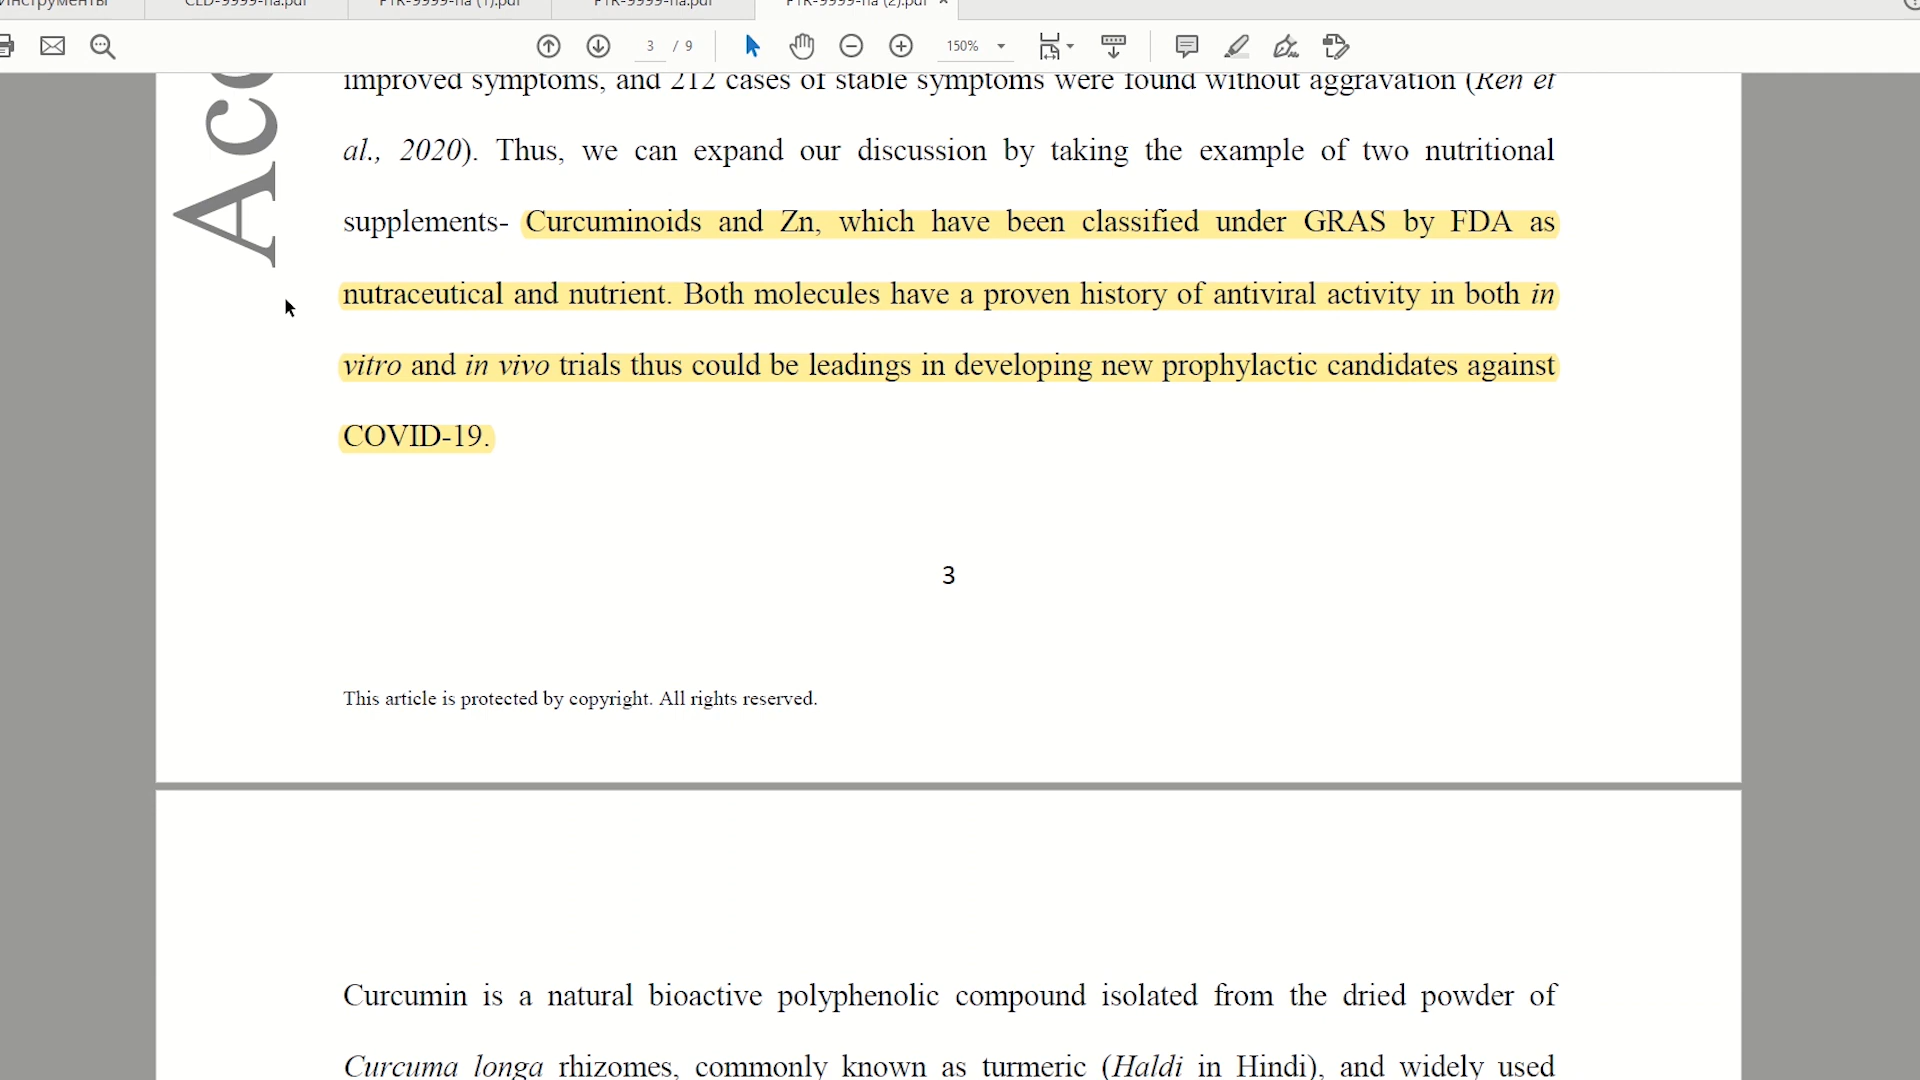 Инструменты
CLD-9999-na.pdf
PTR-9999-na (1).pdf
PTR-9999-na.pdf
PTR-9999-na (2).pdf
3 / 9
150%
Acc
improved symptoms, and 212 cases of stable symptoms were found without aggravation (Ren et
al., 2020). Thus, we can expand our discussion by taking the example of two nutritional
supplements- Curcuminoids and Zn, which have been classified under GRAS by FDA as
nutraceutical and nutrient. Both molecules have a proven history of antiviral activity in both in
vitro and in vivo trials thus could be leadings in developing new prophylactic candidates against
COVID-19.
3
This article is protected by copyright. All rights reserved.
Curcumin is a natural bioactive polyphenolic compound isolated from the dried powder of
Curcuma longa rhizomes, commonly known as turmeric (Haldi in Hindi), and widely used